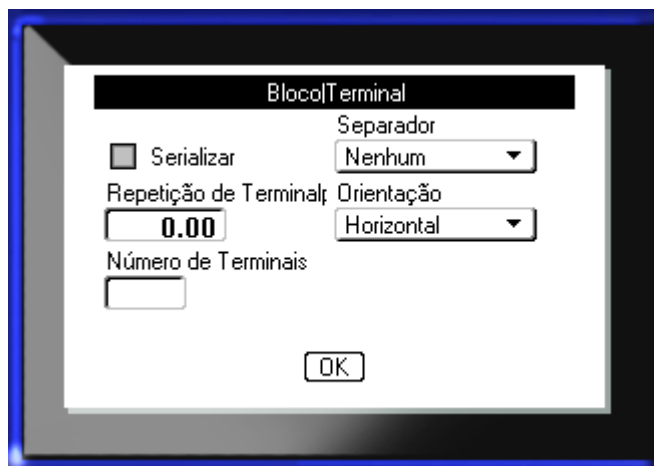 Bloco|Terminal
Separador
Serializar
Nenhum
Repetição de Terminal
Orientação
0.00
Horizontal
Número de Terminais
OK